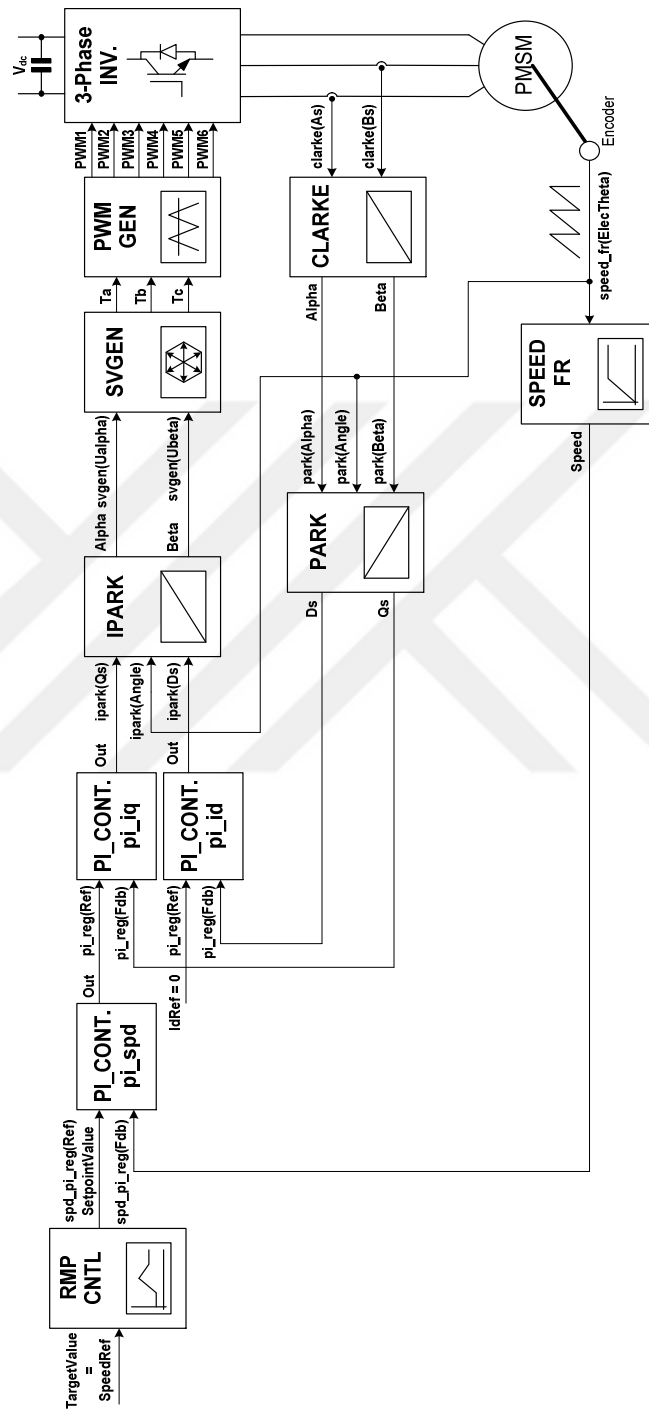 TargetValue
=
SpeedRef
RMP
CNTL
spd_pi_reg(Ref)
SetpointValue
spd_pi_reg(Fdb)
PI_CONT.
pi_spd
Out
pi_reg(Ref)
pi_reg(Fdb)
IdRef = 0
pi_reg(Ref)
pi_reg(Fdb)
PI_CONT.
pi_iq
PI_CONT.
pi_id
Out
ipark(Qs)
ipark(Angle)
Out
ipark(Ds)
IPARK
Alpha
svgen(Ualpha)
Beta
svgen(Ubeta)
SVGEN
Ta
Tb
Tc
PWM
GEN
PWM1
PWM2
PWM3
PWM4
PWM5
PWM6
Vdc
3-Phase
INV.
clarke(As)
clarke(Bs)
CLARKE
Alpha
Beta
park(Alpha)
park(Angle)
park(Beta)
PARK
Ds
Qs
PMSM
Encoder
speed_fr(ElecTheta)
SPEED
FR
Speed